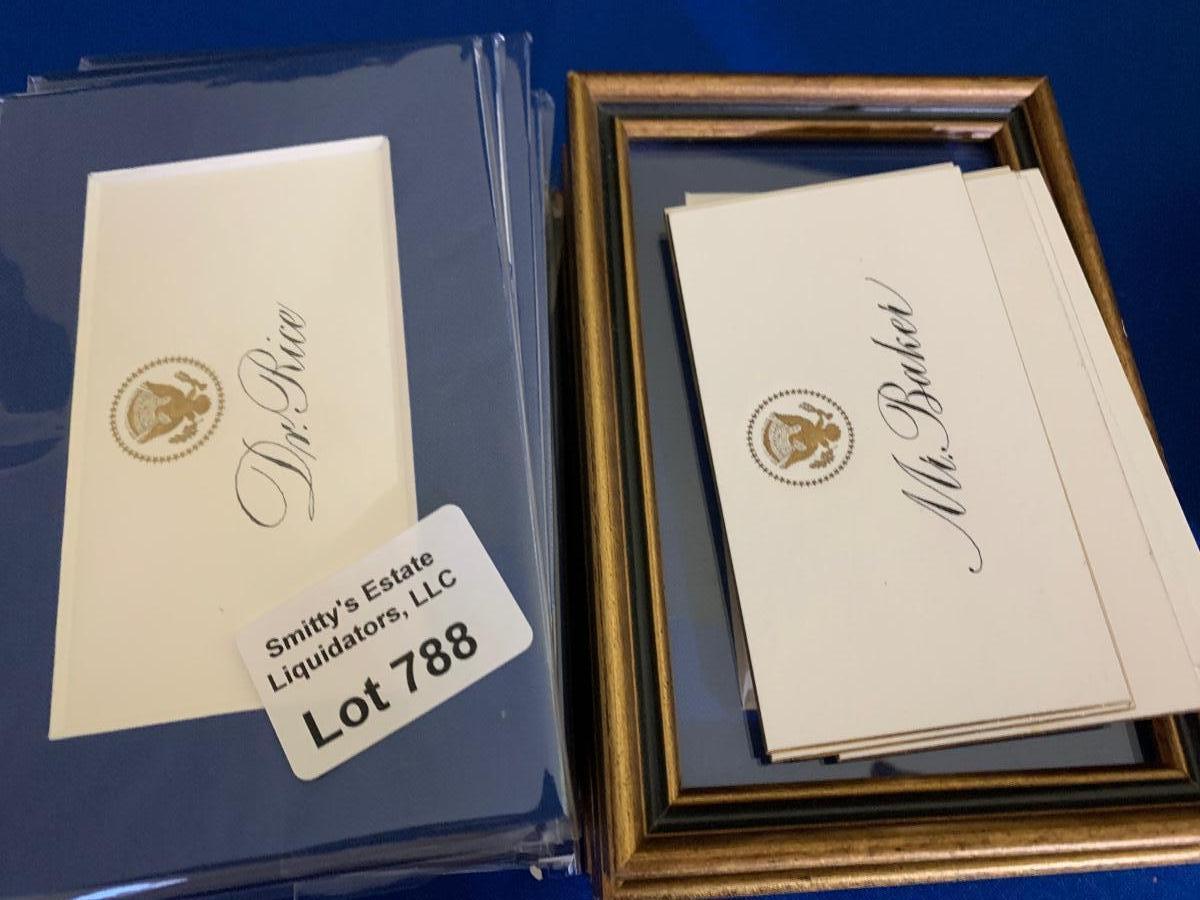 Dr. Rice
Smitty's Estate
Liquidators, LLC
Lot 788
Mr. Baker